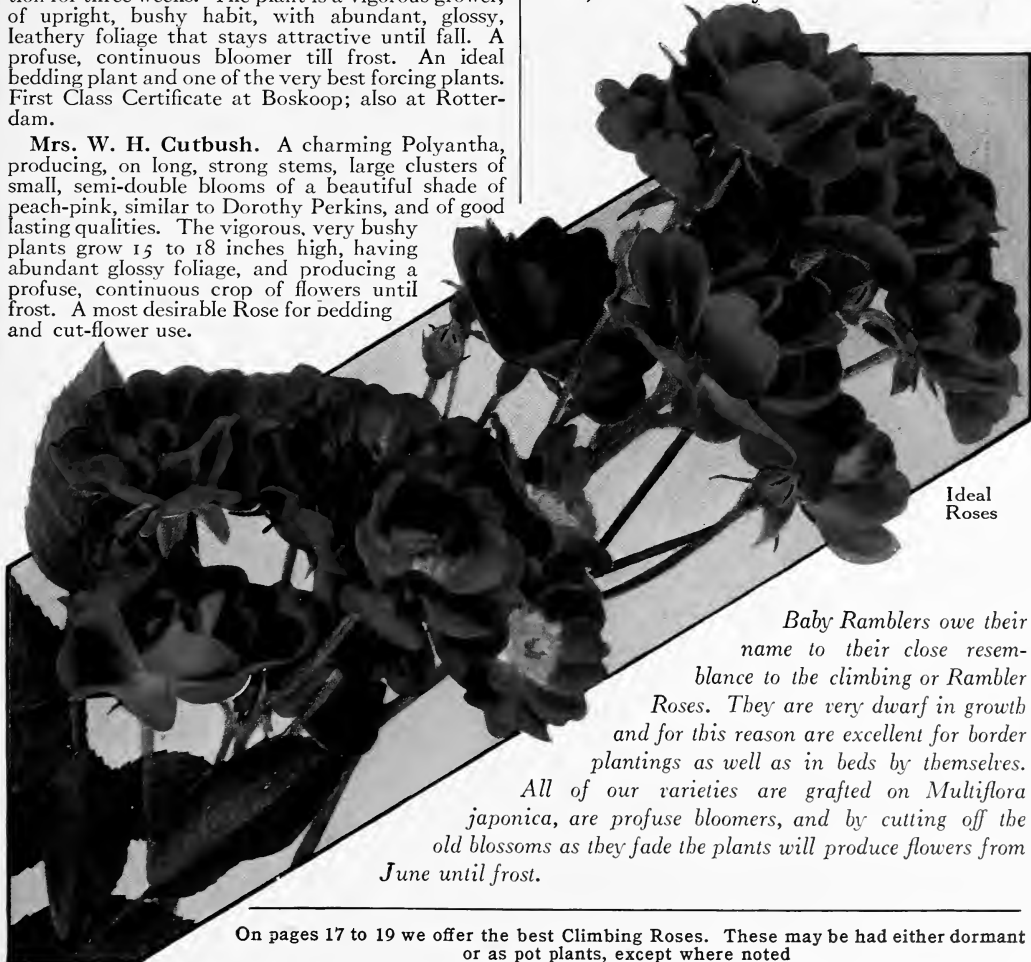 tion for three weeks. The plant is a vigorous grower,
of upright, bushy habit, with abundant, glossy,
leathery foliage that stays attractive until fall. A
profuse, continuous bloomer till frost. An ideal
bedding plant and one of the very best forcing plants.
First Class Certificate at Boskoop; also at Rotter-
dam.
Mrs. W. H. Cutbush. A charming Polyantha,
producing, on long, strong stems, large clusters of
small, semi-double blooms of a beautiful shade of
peach-pink, similar to Dorothy Perkins, and of good
lasting qualities. The vigorous, very bushy
plants grow 15 to 18 inches high, having
abundant glossy foliage, and producing a
profuse, continuous crop of flowers until
frost. A most desirable Rose for bedding
and cut-flower use.
Ideal
Roses
Baby Ramblers owe their
name to their close resem-
blance to the climbing or Rambler
Roses. They are very dwarf in growth
and for this reason are excellent for border
plantings as well as in beds by themselves.
All of our varieties are grafted on Multiflora
japonica, are profuse bloomers, and by cutting off the
old blossoms as they fade the plants will produce flowers from
June until frost.
On pages 17 to 19 we offer the best Climbing Roses. These may be had either dormant
or as pot plants, except where noted